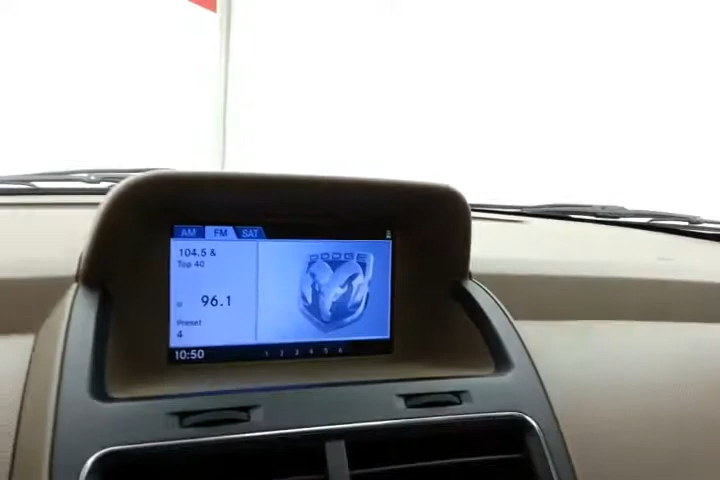 AM FM SAT
104.5 &
Top 40
96.1
Preset
4
10:50 1 2 3 4 5 6
DODGE